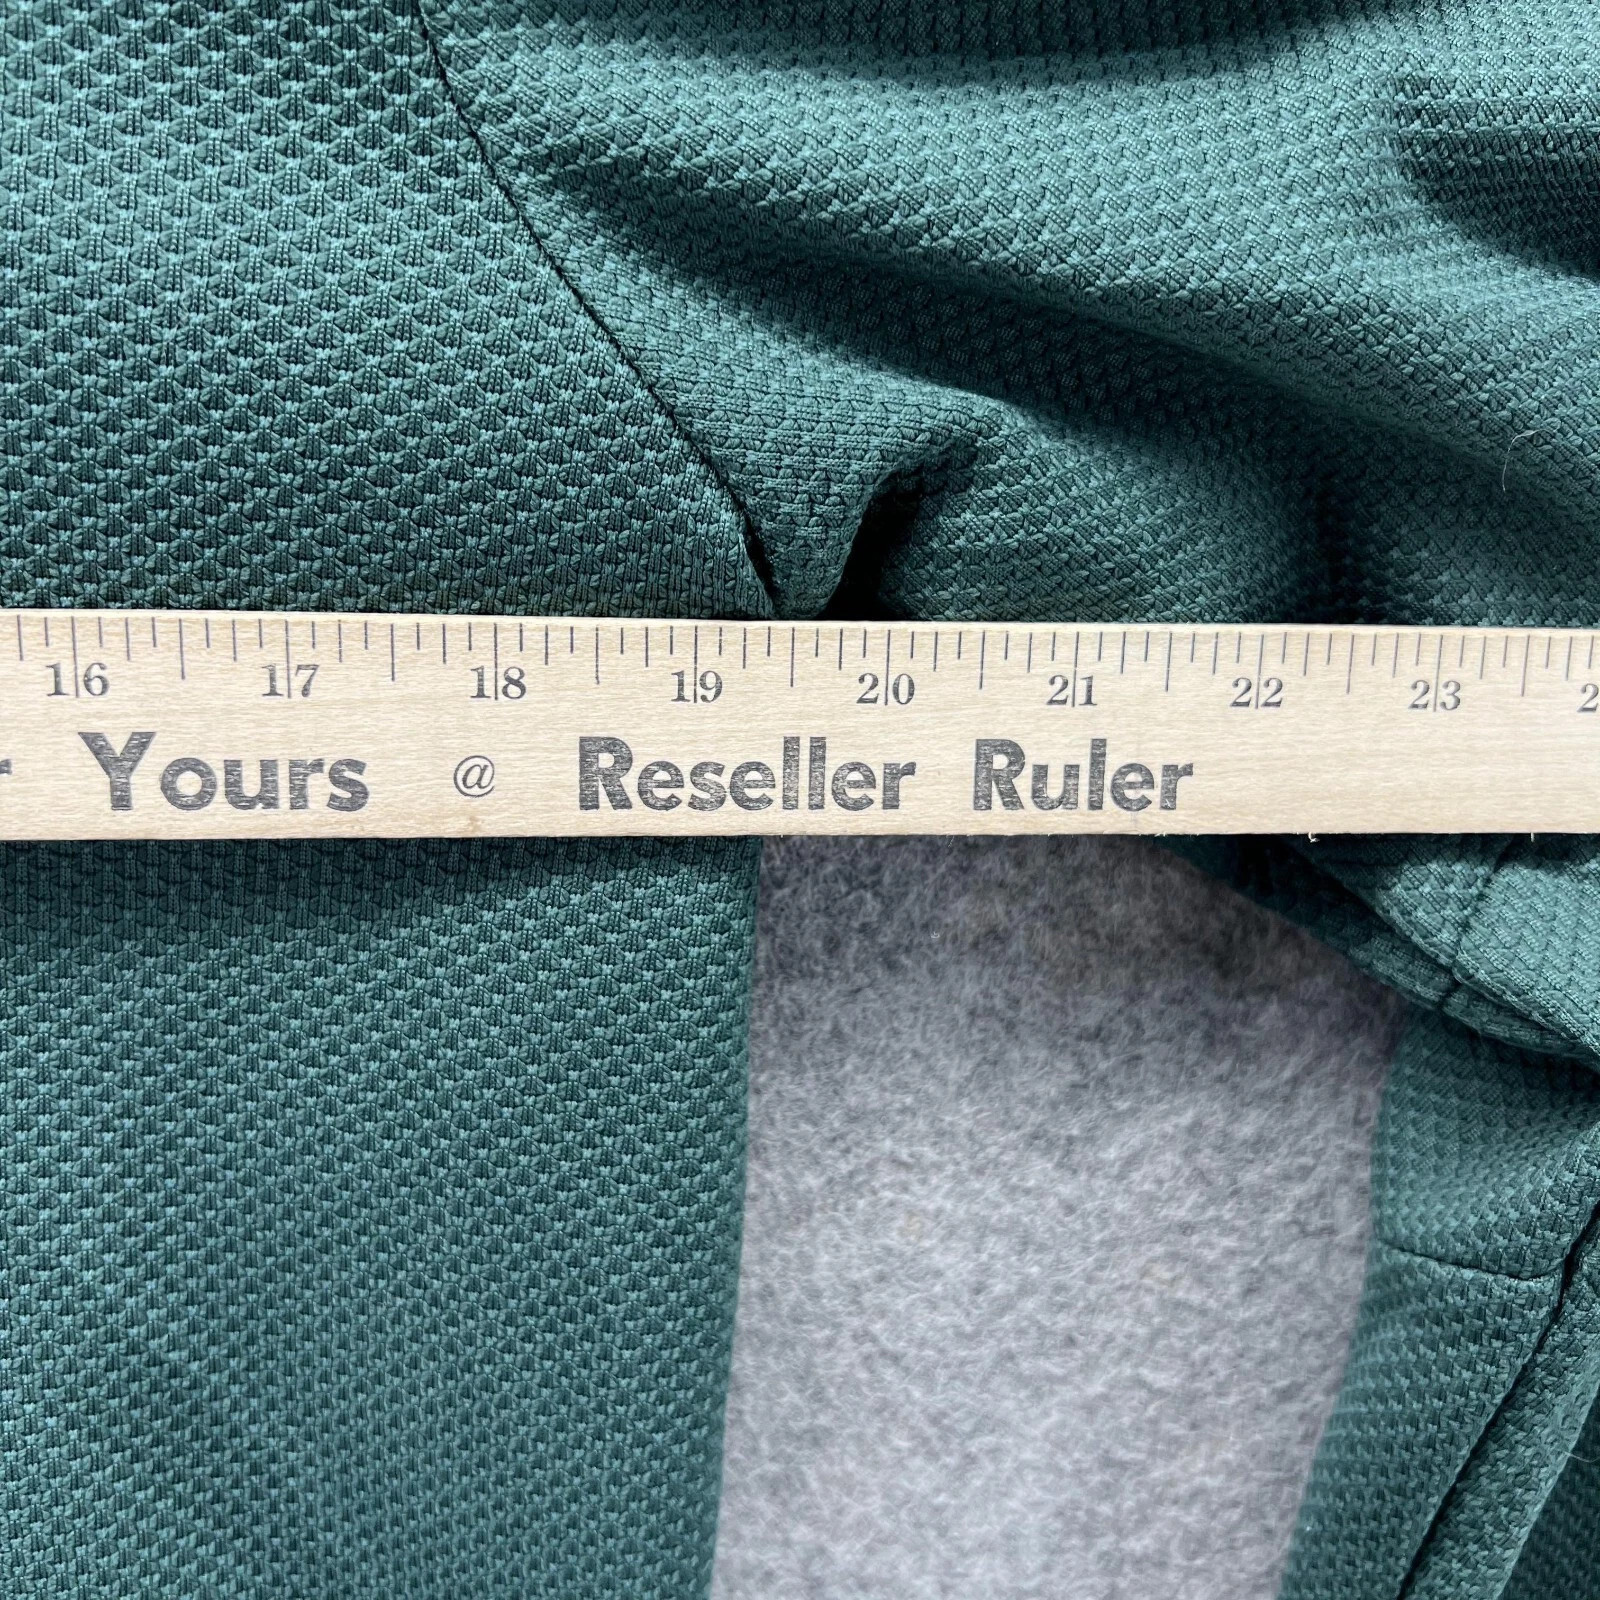 16 17 18 19 20 21 22 23
Yours @ Reseller Ruler